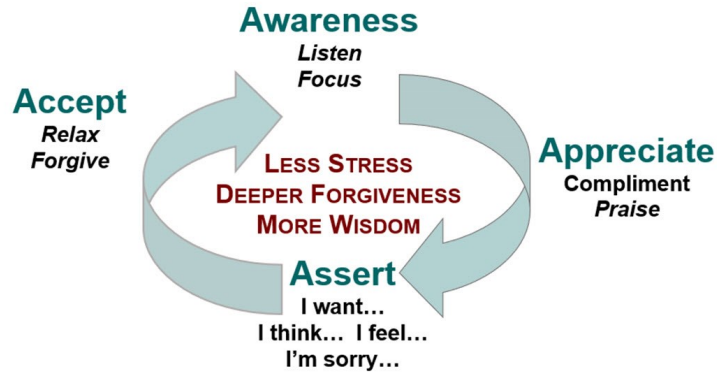 Awareness
Listen
Focus
Accept
Relax
Forgive
Appreciate
Compliment
Praise
LESS STRESS
DEEPER FORGIVENESS
MORE WISDOM
Assert
I want…
I think… I feel…
I'm sorry…